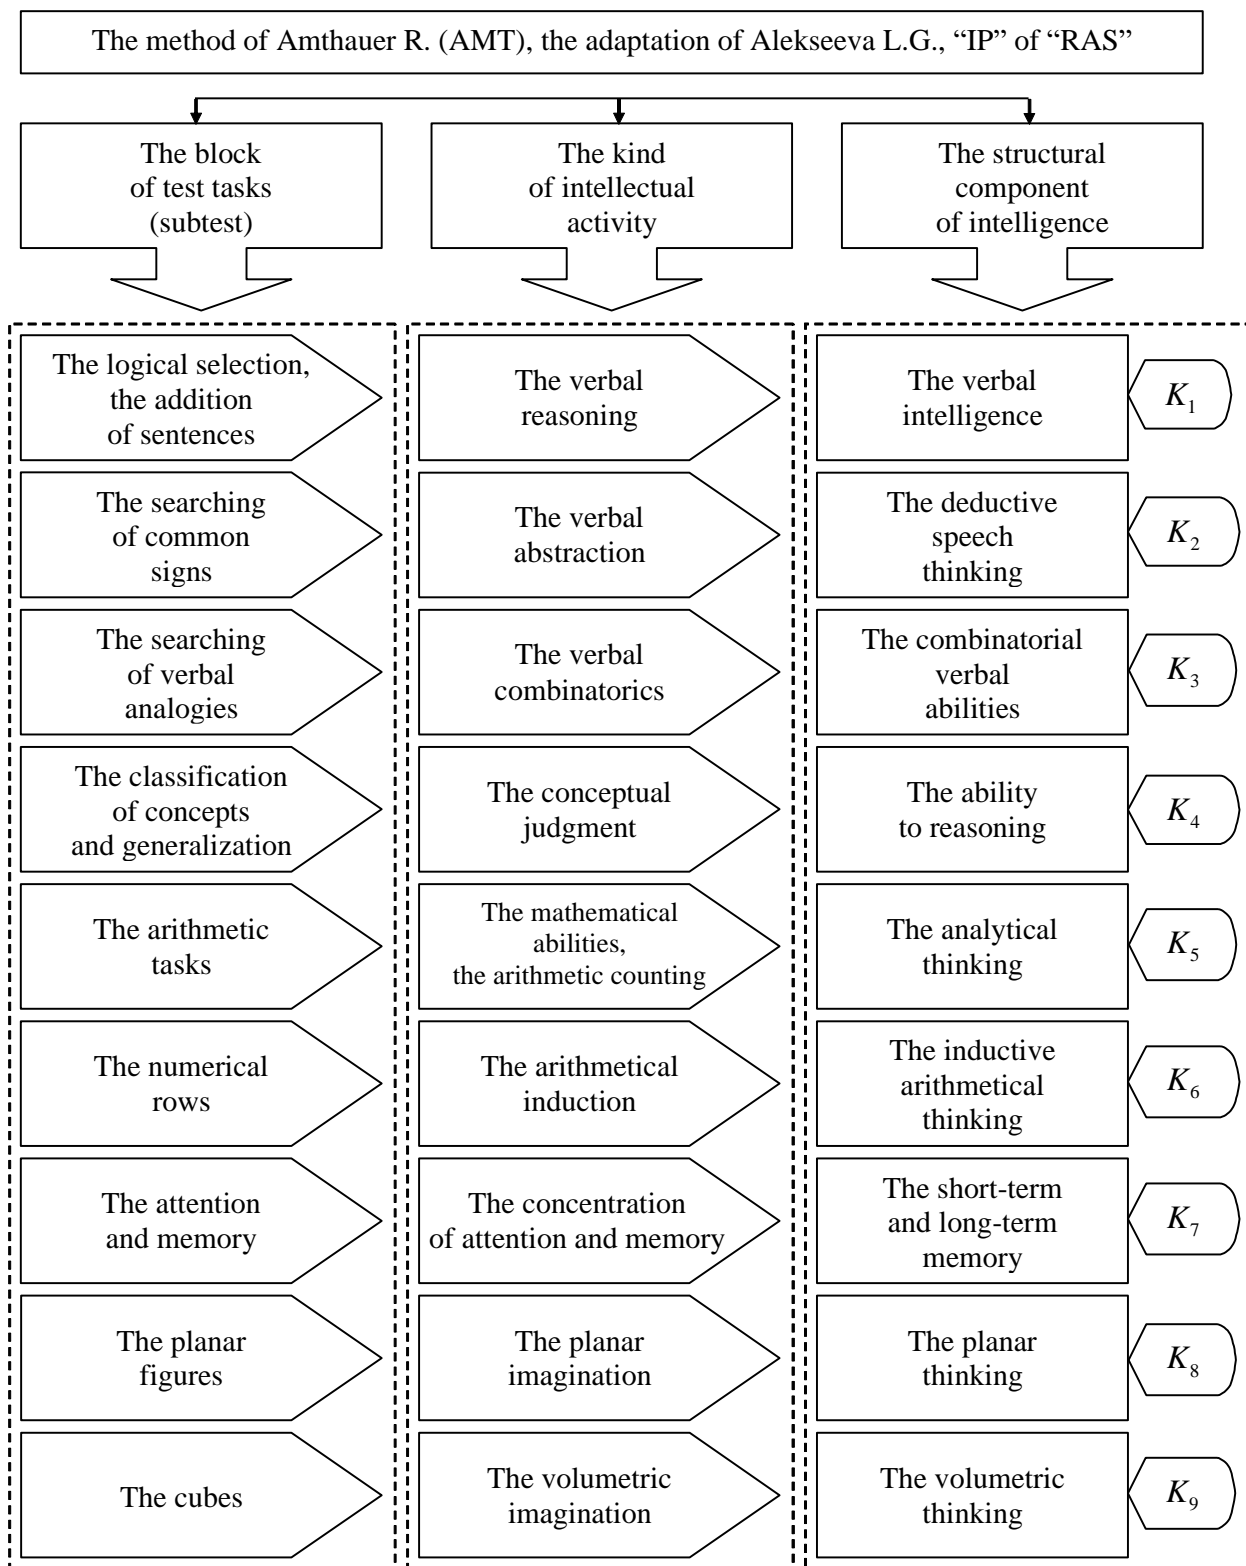 The method of Amthauer R. (AMT), the adaptation of Alekseeva L.G., “IP” of “RAS”
The block
of test tasks
(subtest)
The kind
of intellectual
activity
The structural
component
of intelligence
The logical selection,
the addition
of sentences
The verbal
reasoning
The verbal
intelligence
K₁
The searching
of common
signs
The verbal
abstraction
The deductive
speech
thinking
K₂
The searching
of verbal
analogies
The verbal
combinatorics
The combinatorial
verbal
abilities
K₃
The classification
of concepts
and generalization
The conceptual
judgment
The ability
to reasoning
K₄
The arithmetic
tasks
The mathematical
abilities,
the arithmetic counting
The analytical
thinking
K₅
The numerical
rows
The arithmetical
induction
The inductive
arithmetical
thinking
K₆
The attention
and memory
The concentration
of attention and memory
The short-term
and long-term
memory
K₇
The planar
figures
The planar
imagination
The planar
thinking
K₈
The cubes
The volumetric
imagination
The volumetric
thinking
K₉